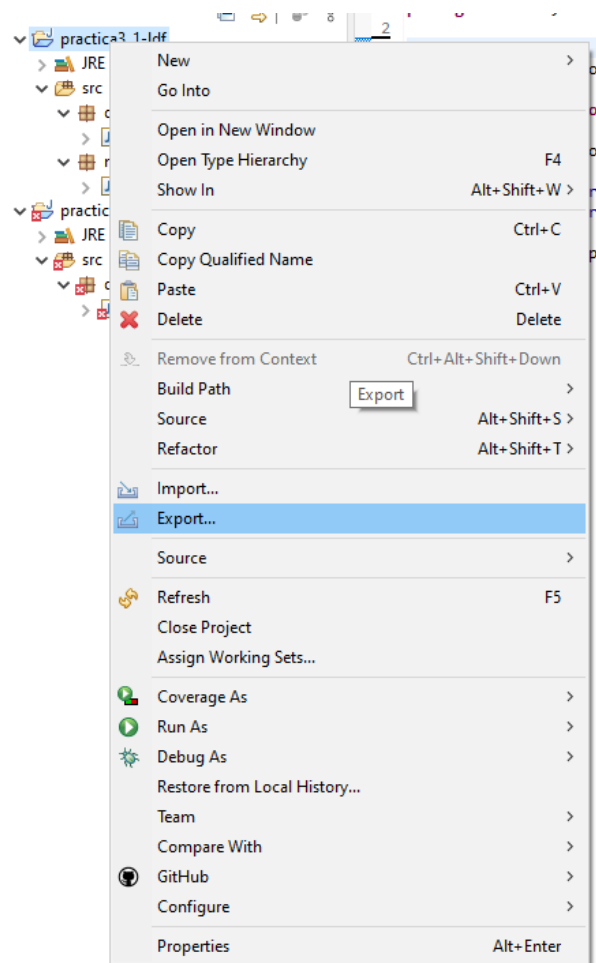 2
practica3_1-ldf
JRE
src
practic
JRE
src
New
Go Into
Open in New Window
Open Type Hierarchy F4
Show In Alt+Shift+W >
Copy Ctrl+C
Copy Qualified Name
Paste Ctrl+V
Delete Delete
Remove from Context Ctrl+Alt+Shift+Down
Build Path
Export
Source Alt+Shift+S >
Refactor Alt+Shift+T >
Import...
Export...
Source
Refresh F5
Close Project
Assign Working Sets...
Coverage As
Run As
Debug As
Restore from Local History...
Team
Compare With
GitHub
Configure
Properties Alt+Enter